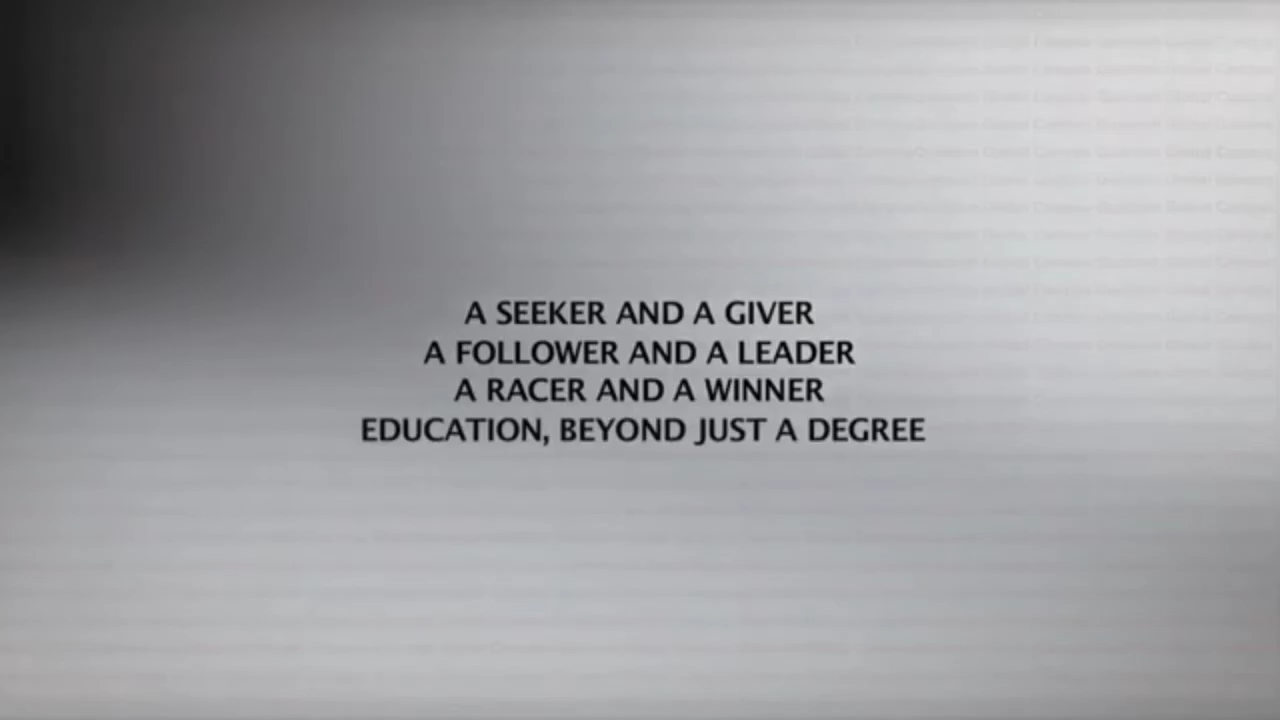 A SEEKER AND A GIVER
A FOLLOWER AND A LEADER
A RACER AND A WINNER
EDUCATION, BEYOND JUST A DEGREE